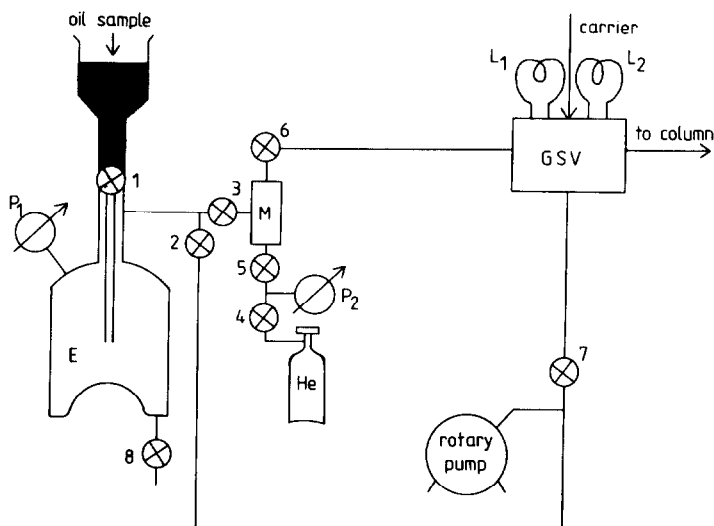 oil sample
carrier
L1
L2
6
to column
GSV
1
3
P1
M
2
5
P2
4
E
He
7
8
rotary
pump